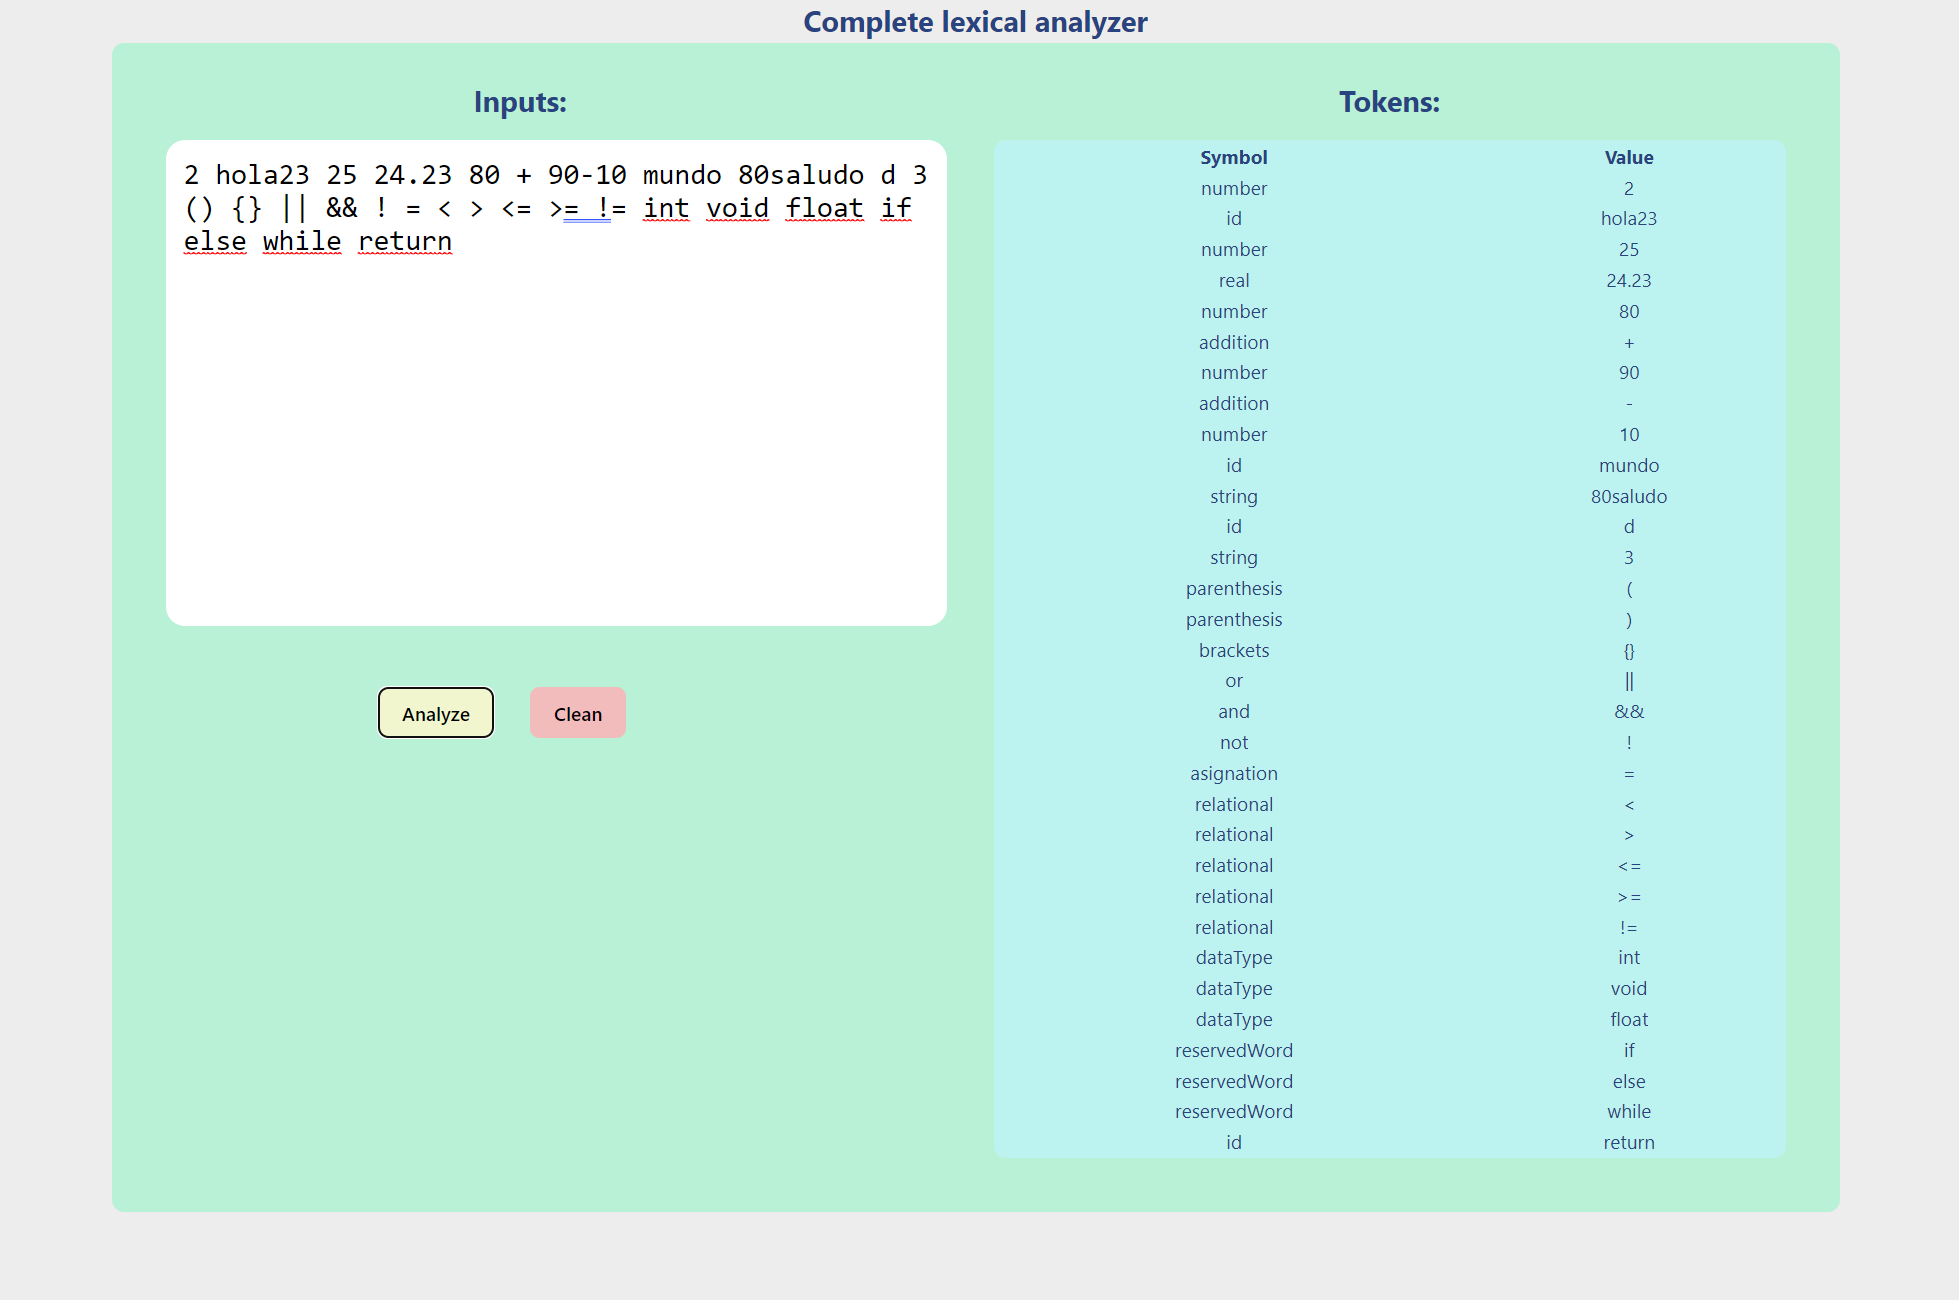 Complete lexical analyzer
Inputs:
2 hola23 25 24.23 80 + 90-10 mundo 80saludo d 3
() {} || && ! = < > <= >= != int void float if
else while return
Analyze
Clean
Tokens:
Symbol Value
number 2
id hola23
number 25
real 24.23
number 80
addition +
number 90
addition -
number 10
id mundo
string 80saludo
id d
string 3
parenthesis (
parenthesis )
brackets {}
or ||
and &&
not !
asignation =
relational <
relational >
relational <=
relational >=
relational !=
dataType int
dataType void
dataType float
reservedWord if
reservedWord else
reservedWord while
id return